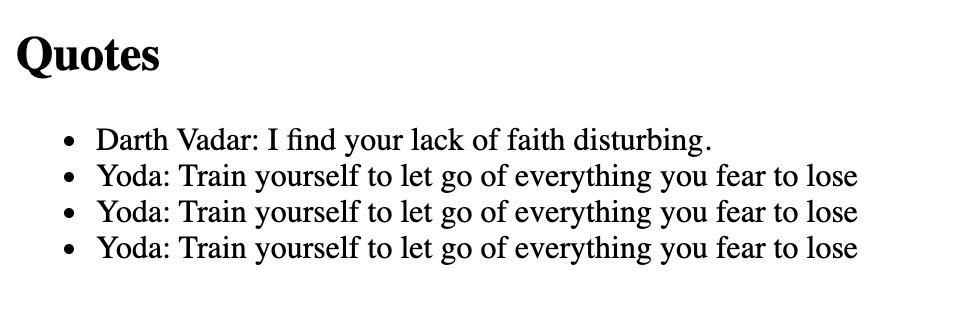 Quotes
• Darth Vadar: I find your lack of faith disturbing.
• Yoda: Train yourself to let go of everything you fear to lose
• Yoda: Train yourself to let go of everything you fear to lose
• Yoda: Train yourself to let go of everything you fear to lose